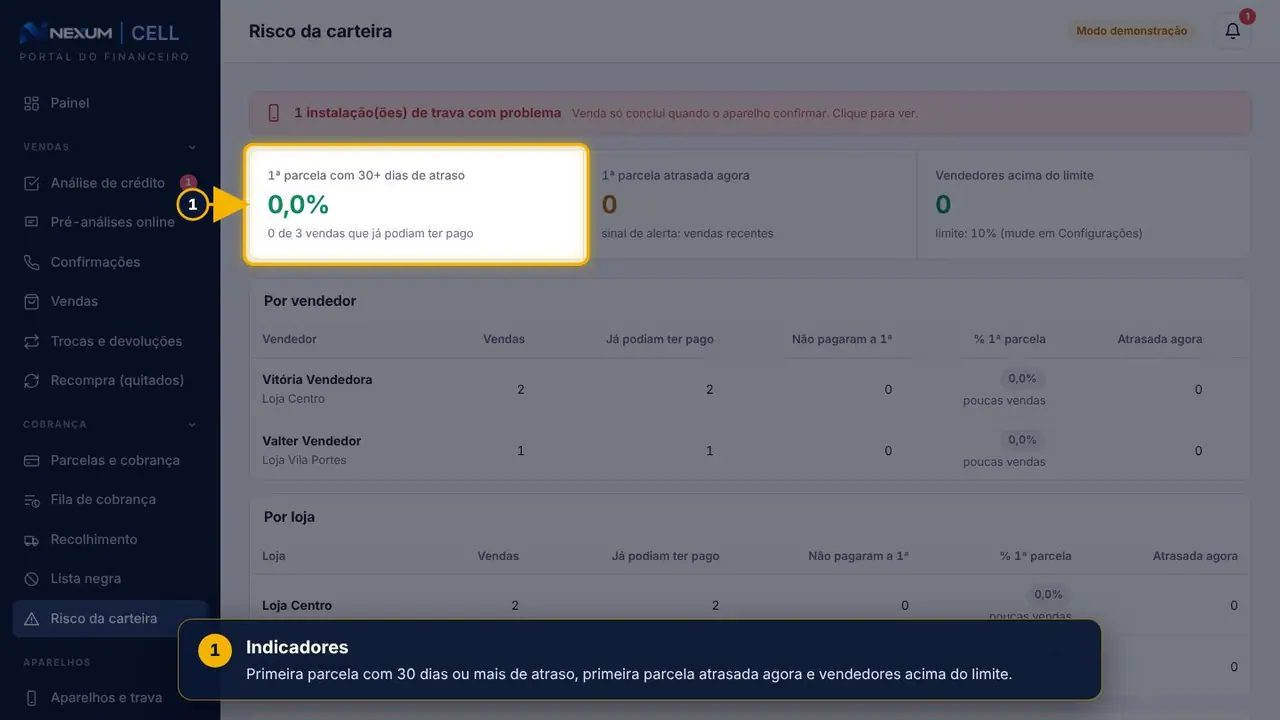 NEXUM | CELL
PORTAL DO FINANCEIRO
Risco da carteira
Modo demonstração
1
Painel
VENDAS
Análise de crédito
1
Pré-análises online
Confirmações
Vendas
Trocas e devoluções
Recompra (quitados)
COBRANÇA
Parcelas e cobrança
Fila de cobrança
Recolhimento
Lista negra
Risco da carteira
APARELHOS
Aparelhos e trava
1 instalação(ões) de trava com problema Venda só conclui quando o aparelho confirmar. Clique para ver.
1
1ª parcela com 30+ dias de atraso
0,0%
0 de 3 vendas que já podiam ter pago
1ª parcela atrasada agora
0
sinal de alerta: vendas recentes
Vendedores acima do limite
0
limite: 10% (mude em Configurações)
Por vendedor
Vendedor Vendas Já podiam ter pago Não pagaram a 1ª % 1ª parcela Atrasada agora
Vitória Vendedora
Loja Centro
2 2 0 0,0% 0
poucas vendas
Valter Vendedor
Loja Vila Portes
1 1 0 0,0% 0
poucas vendas
Por loja
Loja Vendas Já podiam ter pago Não pagaram a 1ª % 1ª parcela Atrasada agora
Loja Centro 2 2 0 0,0% 0
poucas vendas
0
1 Indicadores
Primeira parcela com 30 dias ou mais de atraso, primeira parcela atrasada agora e vendedores acima do limite.